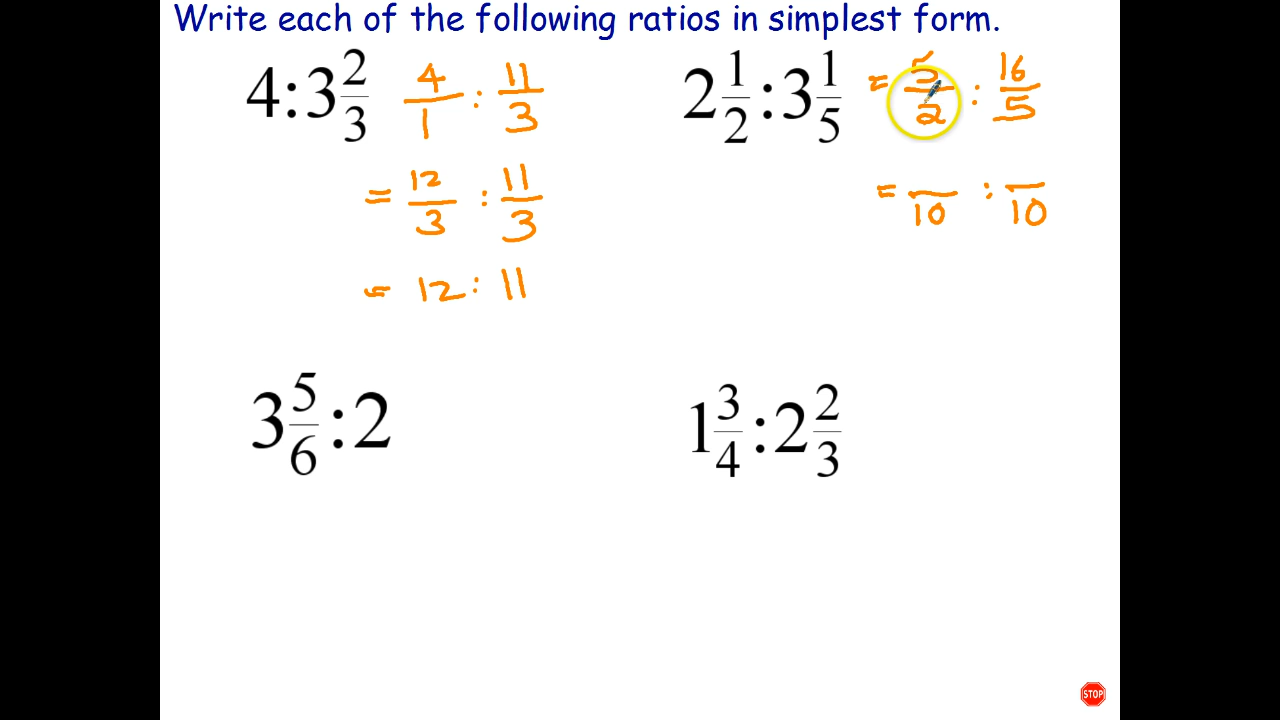 Write each of the following ratios in simplest form.
4:3 2/3 4/1 : 11/3
= 12/3 : 11/3
= 12 : 11
2 1/2 : 3 1/5 = 5/2 : 16/5
= /10 : /10
3 5/6 : 2
1 3/4 : 2 2/3
STOP